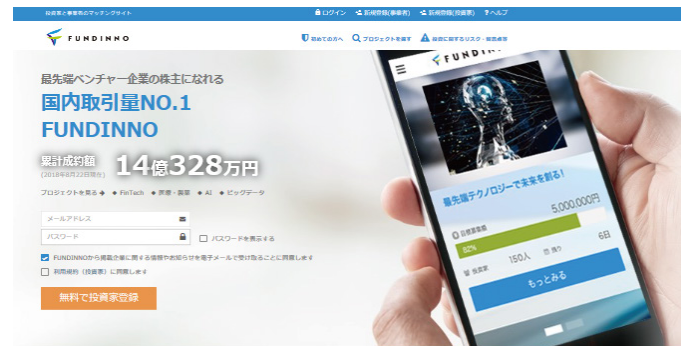 投資家と事業者のマッチングサイト
ログイン 新規登録(事業者) 新規登録(投資家) ?ヘルプ
FUNDINNO
初めての方へ プロジェクトを探す 投資に関するリスク・留意点等
最先端ベンチャー企業の株主になれる
国内取引量NO.1
FUNDINNO
累計成約額 14億328万円
(2018年8月22日現在)
プロジェクトを見る FinTech 医療・農業 AI ビッグデータ
メールアドレス
パスワード パスワードを表示する
FUNDINNOから掲載企業に関する情報やお知らせを電子メールで受け取ることに同意します
利用規約（投資家）に同意します
無料で投資家登録
FUNDINN
最先端テクノロジーで未来を創る!
目標募集額 5,000,000円
82%
投資家 150人 残り 6日
もっとみる